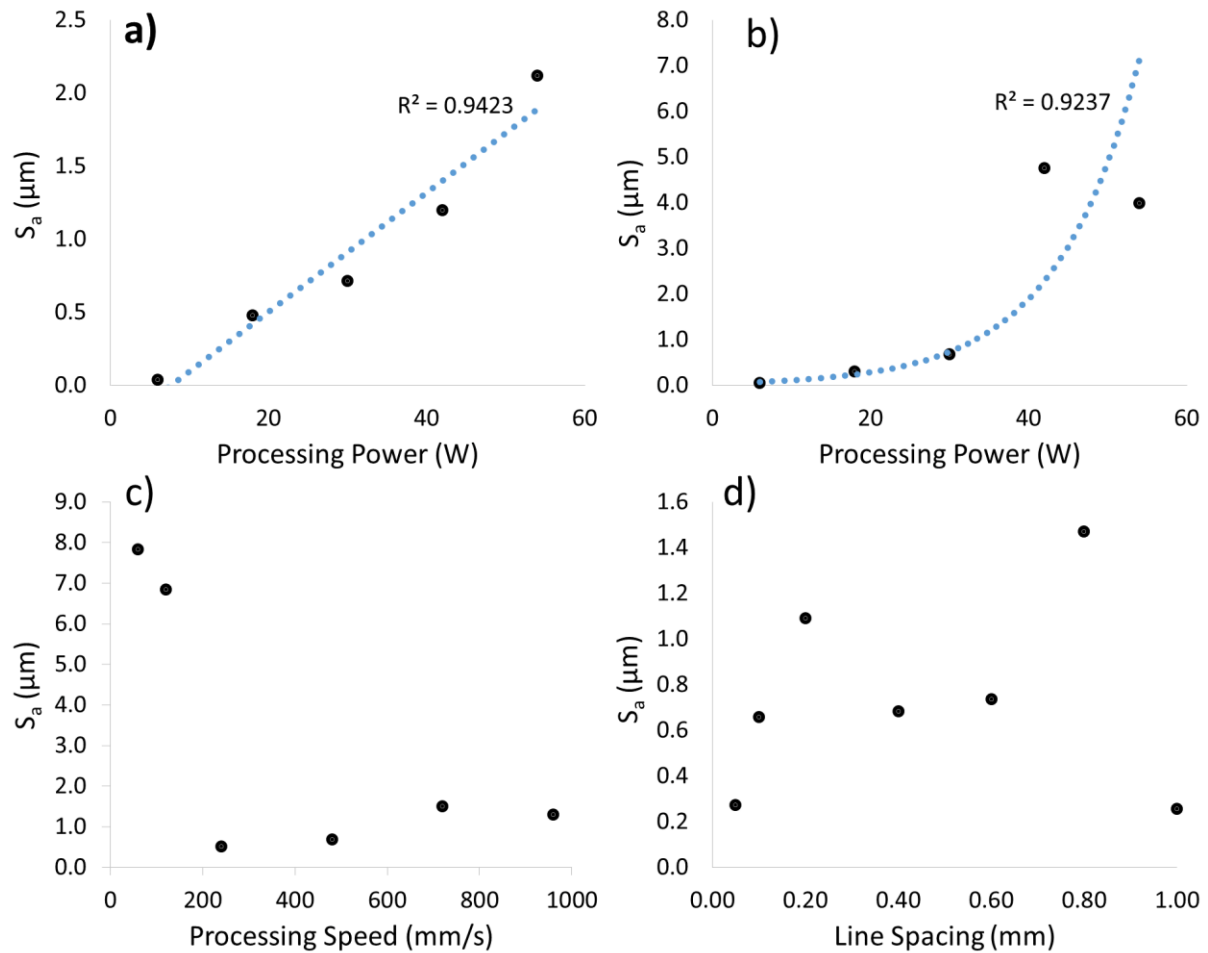 a)
2.5
2.0
1.5
1.0
0.5
0.0
R² = 0.9423
Sa (μm)
0 20 40 60
Processing Power (W)
b)
8.0
7.0
6.0
5.0
4.0
3.0
2.0
1.0
0.0
R² = 0.9237
Sa (μm)
0 20 40 60
Processing Power (W)
c)
9.0
8.0
7.0
6.0
5.0
4.0
3.0
2.0
1.0
0.0
Sa (μm)
0 200 400 600 800 1000
Processing Speed (mm/s)
d)
1.6
1.4
1.2
1.0
0.8
0.6
0.4
0.2
0.0
Sa (μm)
0.00 0.20 0.40 0.60 0.80 1.00
Line Spacing (mm)